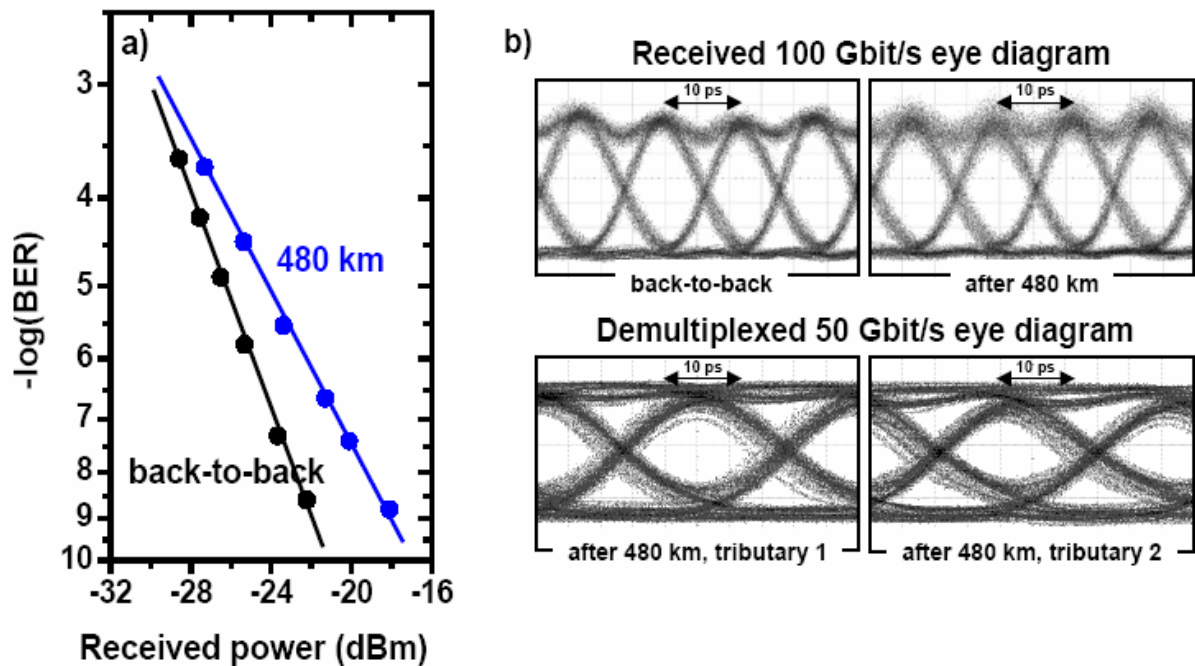 a)
3
4
5
6
7
8
9
10
-log(BER)
480 km
back-to-back
-32 -28 -24 -20 -16
Received power (dBm)
b)
Received 100 Gbit/s eye diagram
10 ps
10 ps
back-to-back
after 480 km
Demultiplexed 50 Gbit/s eye diagram
10 ps
10 ps
after 480 km, tributary 1
after 480 km, tributary 2